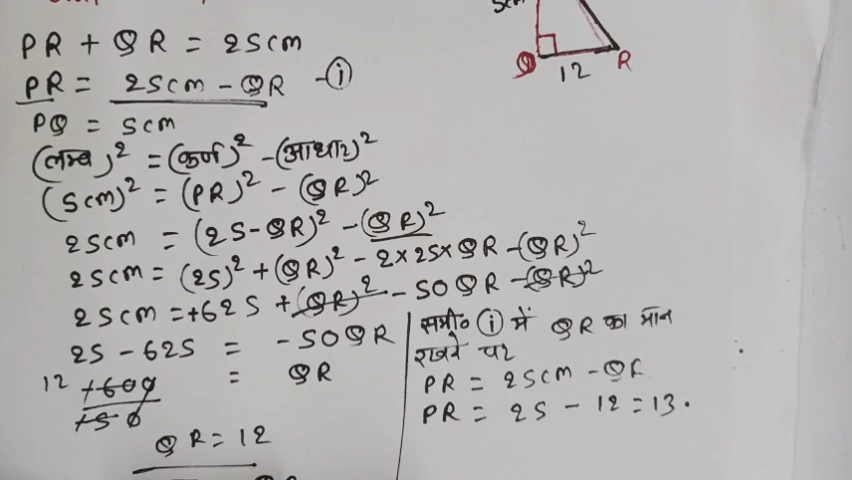 5cm
Q 12 R
PR + QR = 25cm
PR = 25cm - QR - (i)
PQ = 5cm
(लम्ब)² = (कर्ण)² - (आधार)²
(5cm)² = (PR)² - (QR)²
25cm = (25-QR)² - (QR)²
25cm = (25)² + (QR)² - 2×25×QR - (QR)²
25cm = +625 + (QR)² - 50QR - (QR)²
25 - 625 = -50QR
12 +600/+50 = QR
QR = 12
समी० (i) में QR का मान
रखने पर
PR = 25cm - QR
PR = 25 - 12 = 13.